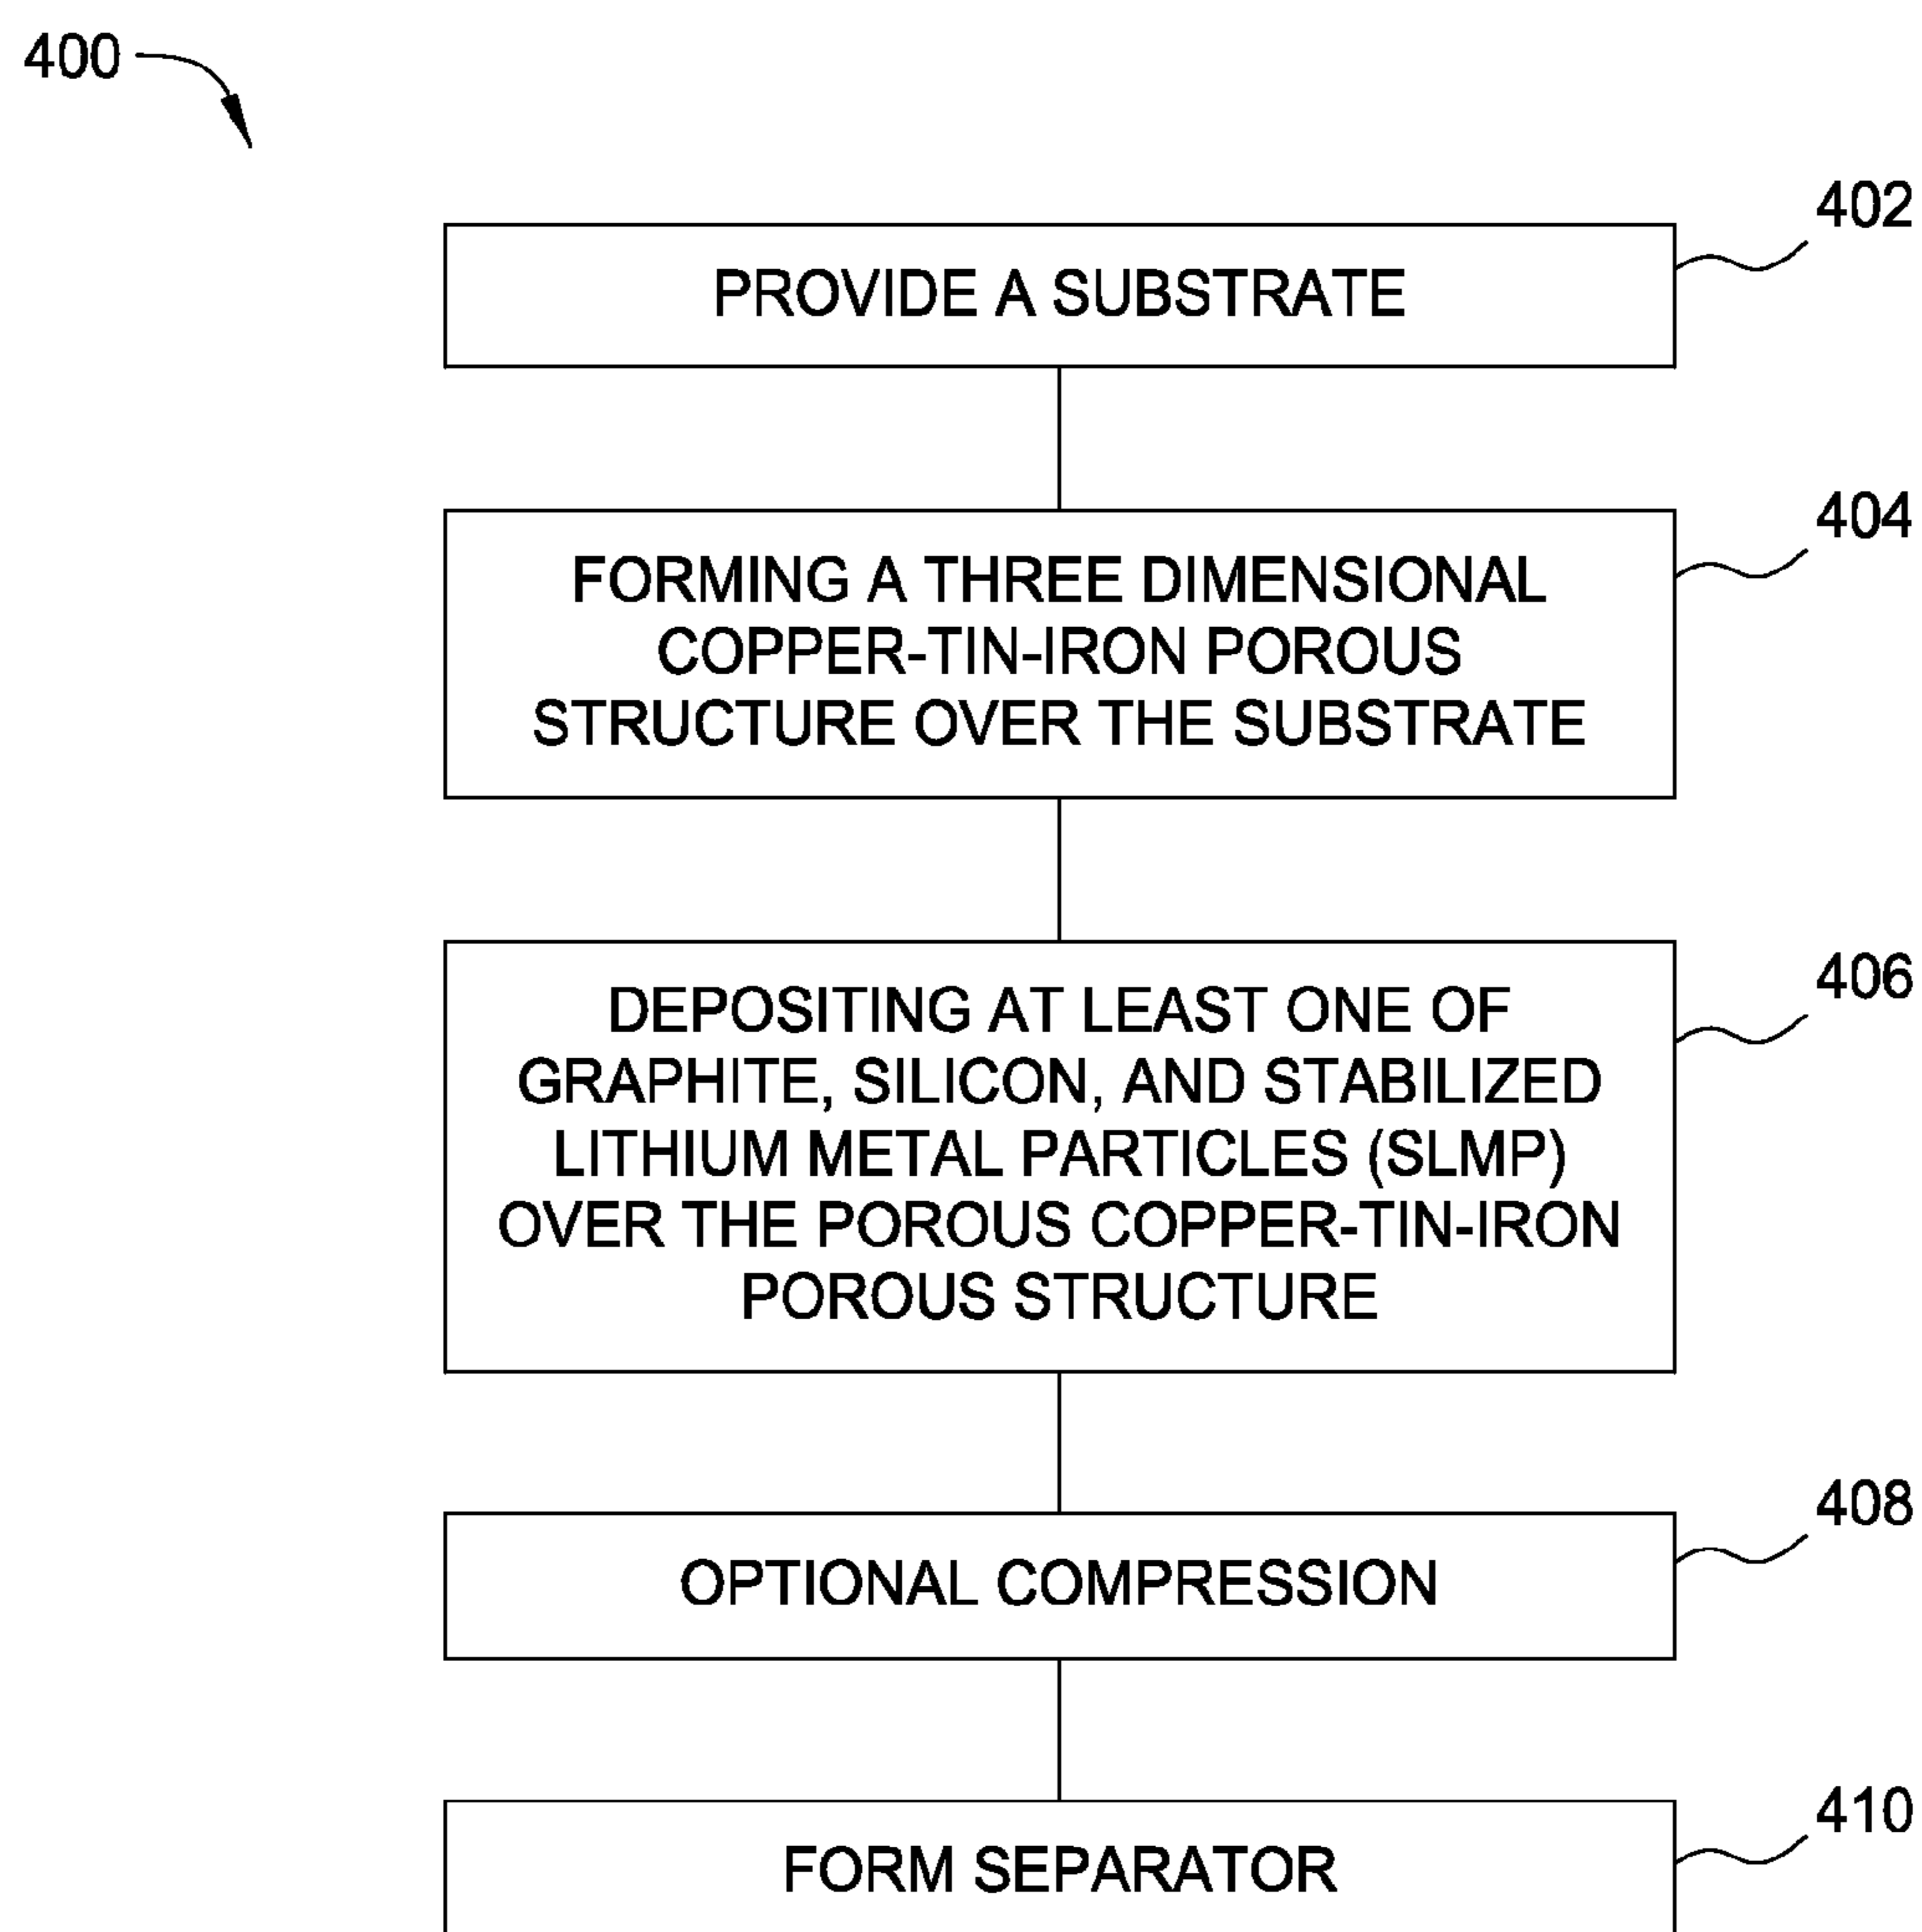 400
402
PROVIDE A SUBSTRATE
404
FORMING A THREE DIMENSIONAL
COPPER-TIN-IRON POROUS
STRUCTURE OVER THE SUBSTRATE
406
DEPOSITING AT LEAST ONE OF
GRAPHITE, SILICON, AND STABILIZED
LITHIUM METAL PARTICLES (SLMP)
OVER THE POROUS COPPER-TIN-IRON
POROUS STRUCTURE
408
OPTIONAL COMPRESSION
410
FORM SEPARATOR